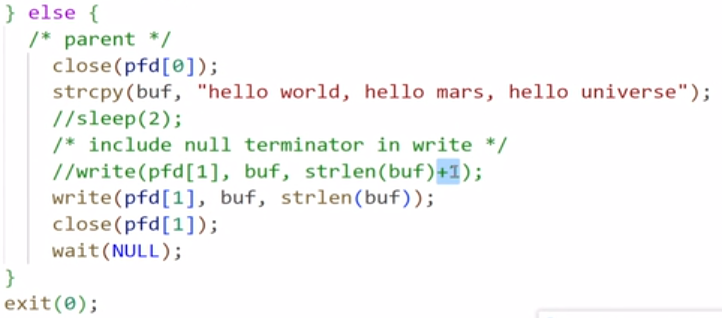 } else {
  /* parent */
    close(pfd[0]);
    strcpy(buf, "hello world, hello mars, hello universe");
    //sleep(2);
    /* include null terminator in write */
    //write(pfd[1], buf, strlen(buf)+1);
    write(pfd[1], buf, strlen(buf));
    close(pfd[1]);
    wait(NULL);
}
exit(0);